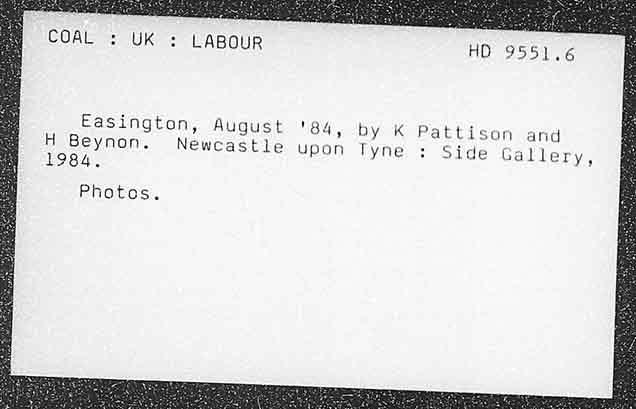 COAL : UK : LABOUR HD 9551.6
Easington, August '84, by K Pattison and
H Beynon. Newcastle upon Tyne : Side Gallery,
1984.
Photos.